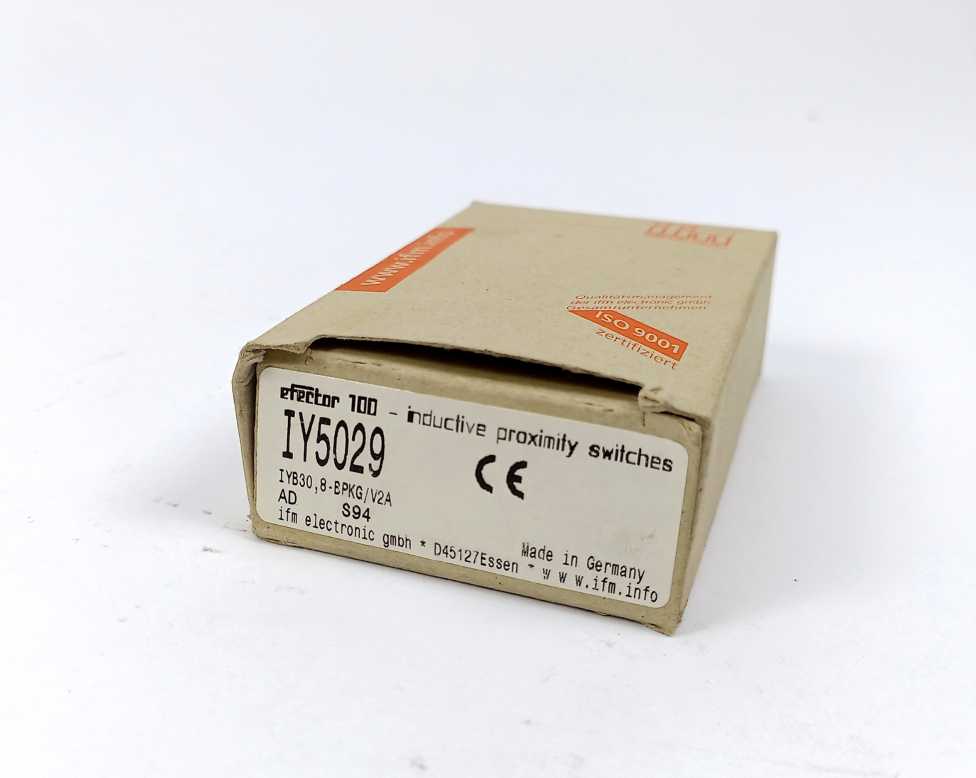 www.ifm.info
Qualitätsmanagement
der ifm electronic gmbh
Gesamtunternehmen
ISO 9001
zertifiziert
efector 100 - inductive proximity switches
IY5029
CE
IYB30,8-BPKG/V2A
AD S94
Made in Germany
ifm electronic gmbh * D45127Essen * www.ifm.info